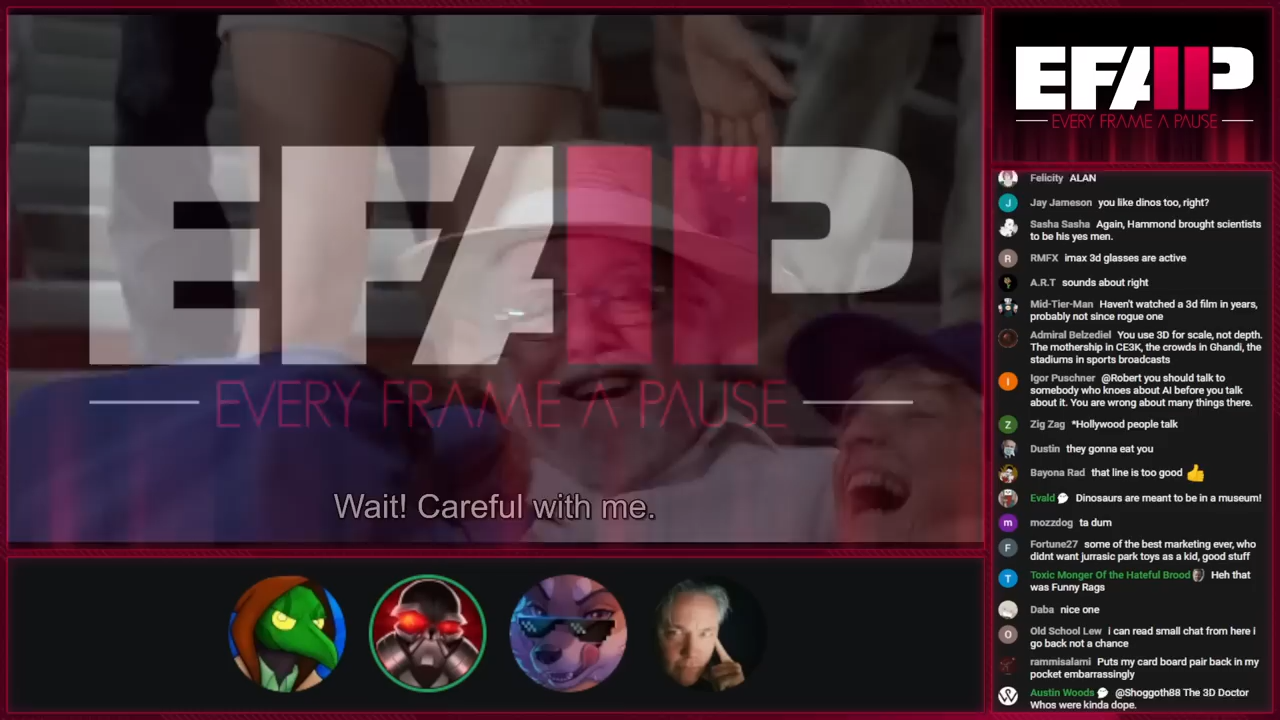 EFAP
EVERY FRAME A PAUSE
Wait! Careful with me.
EFAP
EVERY FRAME A PAUSE
Felicity ALAN
J Jay Jameson you like dinos too, right?
Sasha Sasha Again, Hammond brought scientists
to be his yes men.
R RMFX imax 3d glasses are active
A.R.T sounds about right
Mid-Tier-Man Haven't watched a 3d film in years,
probably not since rogue one
Admiral Belzediel You use 3D for scale, not depth.
The mothership in CE3K, the crowds in Ghandi, the
stadiums in sports broadcasts
I Igor Puschner @Robert you should talk to
somebody who knoes about AI before you talk
about it. You are wrong about many things there.
Z Zig Zag *Hollywood people talk
Dustin they gonna eat you
Bayona Rad that line is too good 👍
Evald Dinosaurs are meant to be in a museum!
m mozzdog ta dum
F Fortune27 some of the best marketing ever, who
didnt want jurrasic park toys as a kid, good stuff
T Toxic Monger Of the Hateful Brood Heh that
was Funny Rags
Daba nice one
O Old School Lew i can read small chat from here i
go back not a chance
rammisalami Puts my card board pair back in my
pocket embarrassingly
Austin Woods @Shoggoth88 The 3D Doctor
Whos were kinda dope.